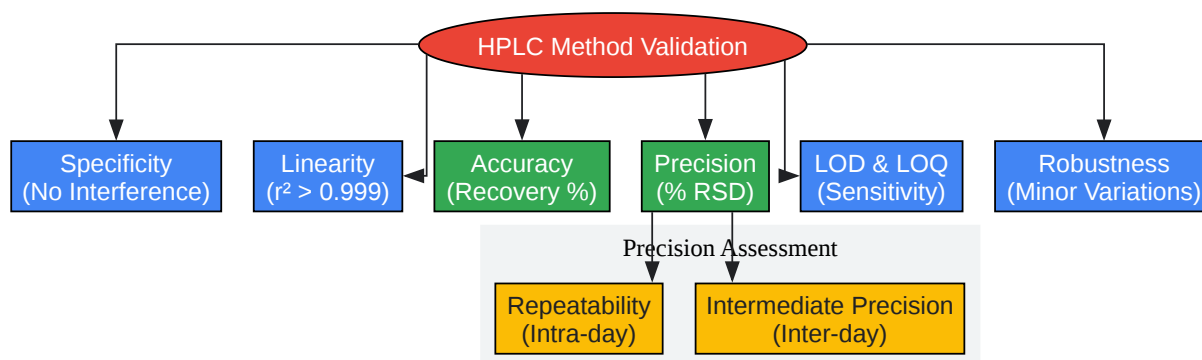 HPLC Method Validation
Specificity
(No Interference)
Linearity
(r² > 0.999)
Accuracy
(Recovery %)
Precision
(% RSD)
LOD & LOQ
(Sensitivity)
Robustness
(Minor Variations)
Precision Assessment
Repeatability
(Intra-day)
Intermediate Precision
(Inter-day)